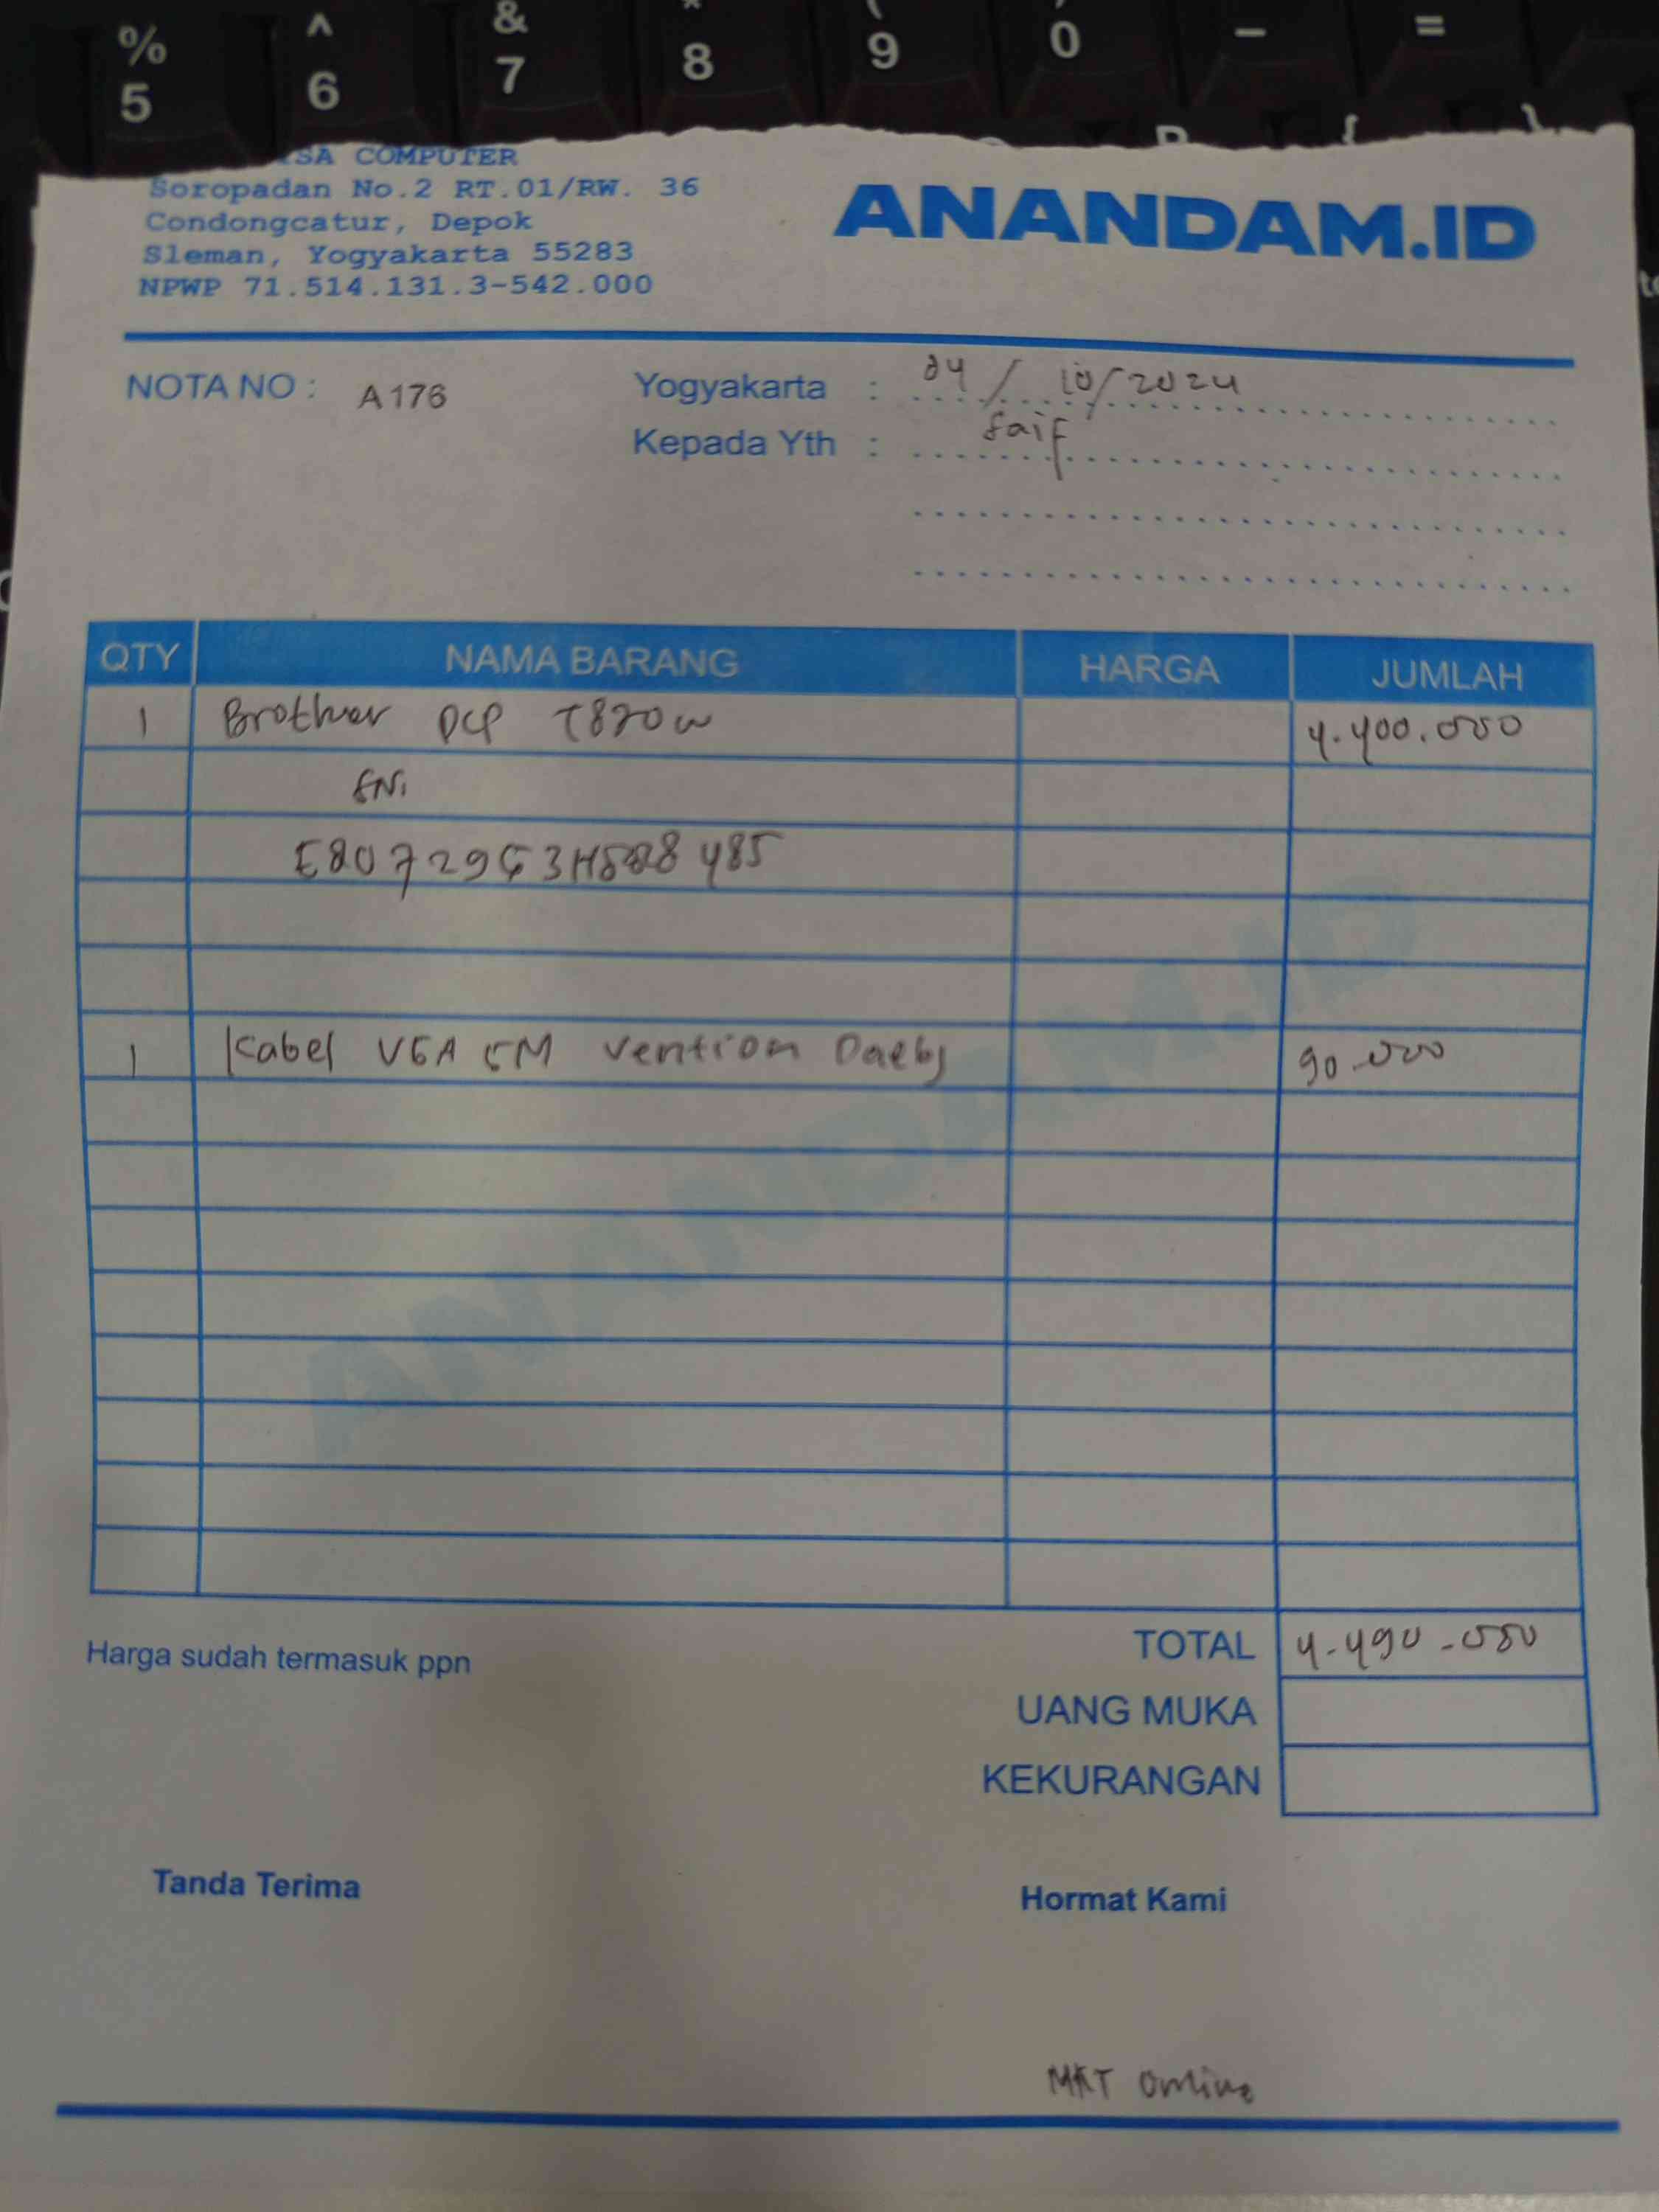 % ^ & * ( )
5 6 7 8 9 0 - =
P { }
SA COMPUTER
Soropadan No.2 RT.01/RW. 36
Condongcatur, Depok
Sleman, Yogyakarta 55283
NPWP 71.514.131.3-542.000
ANANDAM.ID
NOTA NO : A176
Yogyakarta : 04/10/2024
Kepada Yth : Saif
QTY NAMA BARANG HARGA JUMLAH
1 Brother DCP T820W 4.400.000
SN:
1 Kabel VGA 5M Vention Daeby 90.000
ANANDAM.ID
TOTAL 4.490.000
Harga sudah termasuk ppn
UANG MUKA
KEKURANGAN
Tanda Terima
Hormat Kami
MKT Online